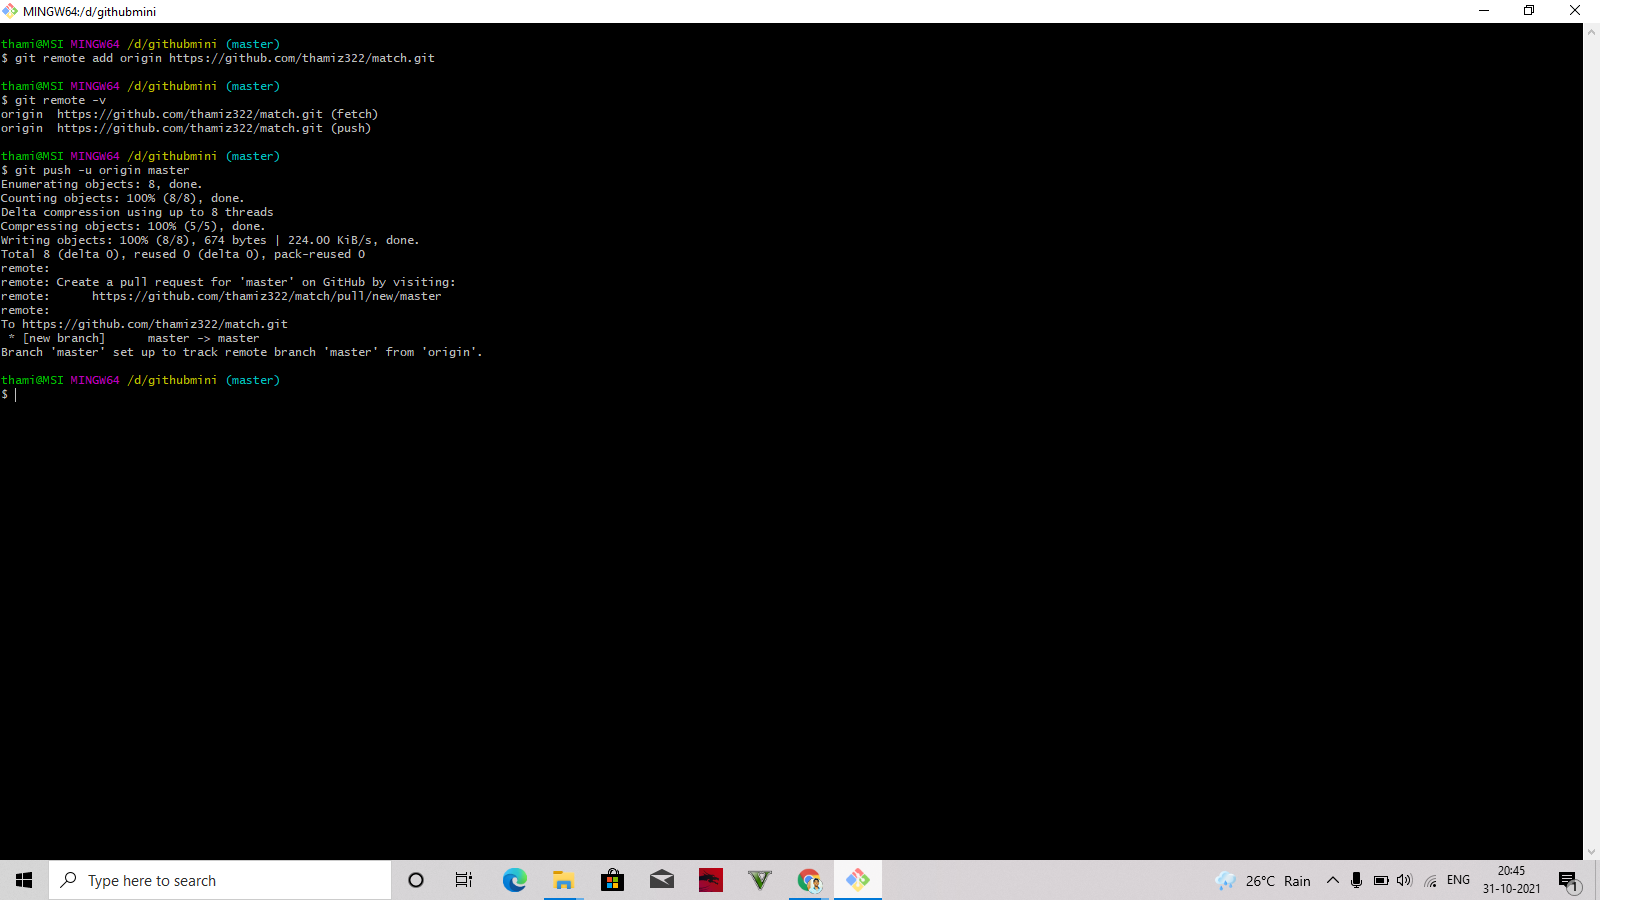 MINGW64:/d/githubmini
thami@MSI MINGW64 /d/githubmini (master)
$ git remote add origin https://github.com/thamiz322/match.git
thami@MSI MINGW64 /d/githubmini (master)
$ git remote -v
origin  https://github.com/thamiz322/match.git (fetch)
origin  https://github.com/thamiz322/match.git (push)
thami@MSI MINGW64 /d/githubmini (master)
$ git push -u origin master
Enumerating objects: 8, done.
Counting objects: 100% (8/8), done.
Delta compression using up to 8 threads
Compressing objects: 100% (5/5), done.
Writing objects: 100% (8/8), 674 bytes | 224.00 KiB/s, done.
Total 8 (delta 0), reused 0 (delta 0), pack-reused 0
remote:
remote: Create a pull request for 'master' on GitHub by visiting:
remote:      https://github.com/thamiz322/match/pull/new/master
remote:
To https://github.com/thamiz322/match.git
 * [new branch]      master -> master
Branch 'master' set up to track remote branch 'master' from 'origin'.
thami@MSI MINGW64 /d/githubmini (master)
$
Type here to search
26°C Rain
ENG
20:45
31-10-2021
1